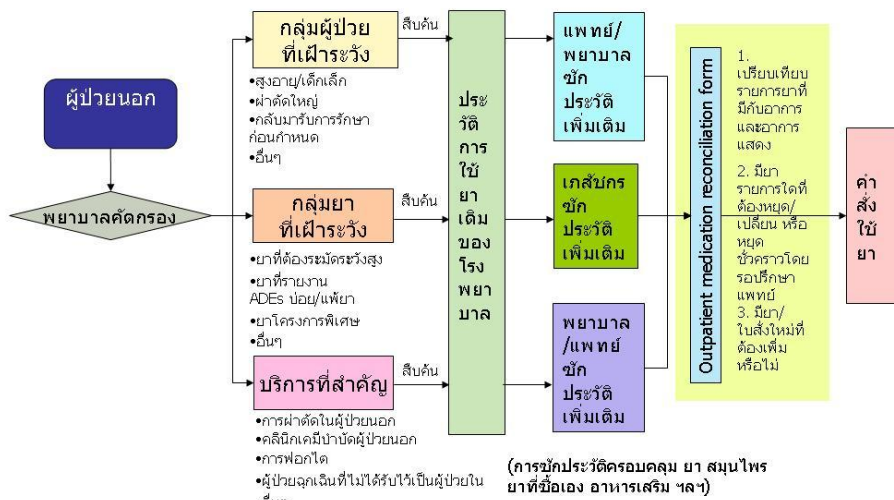 ผู้ป่วยนอก
พยาบาลคัดกรอง
กลุ่มผู้ป่วย
ที่เฝ้าระวัง
สืบค้น
•สูงอายุ/เด็กเล็ก
•ผ่าตัดใหญ่
•กลับมารับการรักษา
ก่อนกำหนด
•อื่นๆ
กลุ่มยา
ที่เฝ้าระวัง
สืบค้น
•ยาที่ต้องระมัดระวังสูง
•ยาที่รายงาน
ADEs บ่อย/แพ้ยา
•ยาโครงการพิเศษ
•อื่นๆ
บริการที่สำคัญ
สืบค้น
•การผ่าตัดในผู้ป่วยนอก
•คลินิกเคมีบำบัดผู้ป่วยนอก
•การฟอกไต
•ผู้ป่วยฉุกเฉินที่ไม่ได้รับไว้เป็นผู้ป่วยใน
ประ
วัติ
การ
ใช้
ยา
เดิม
ของ
โรง
พยา
บาล
แพทย์/
พยาบาล
ซัก
ประวัติ
เพิ่มเติม
เภสัชกร
ซัก
ประวัติ
เพิ่มเติม
พยาบาล
/แพทย์
ซัก
ประวัติ
เพิ่มเติม
Outpatient medication reconciliation form
1.
เปรียบเทียบ
รายการยาที่
มีกับอาการ
และอาการ
แสดง
2. มียา
รายการใดที่
ต้องหยุด/
เปลี่ยน หรือ
หยุด
ชั่วคราวโดย
รอปรึกษา
แพทย์
3. มียา/
ใบสั่งใหม่ที่
ต้องเพิ่ม
หรือไม่
คำ
สั่ง
ใช้
ยา
(การซักประวัติครอบคลุม ยา สมุนไพร
ยาที่ซื้อเอง อาหารเสริม ฯลฯ)